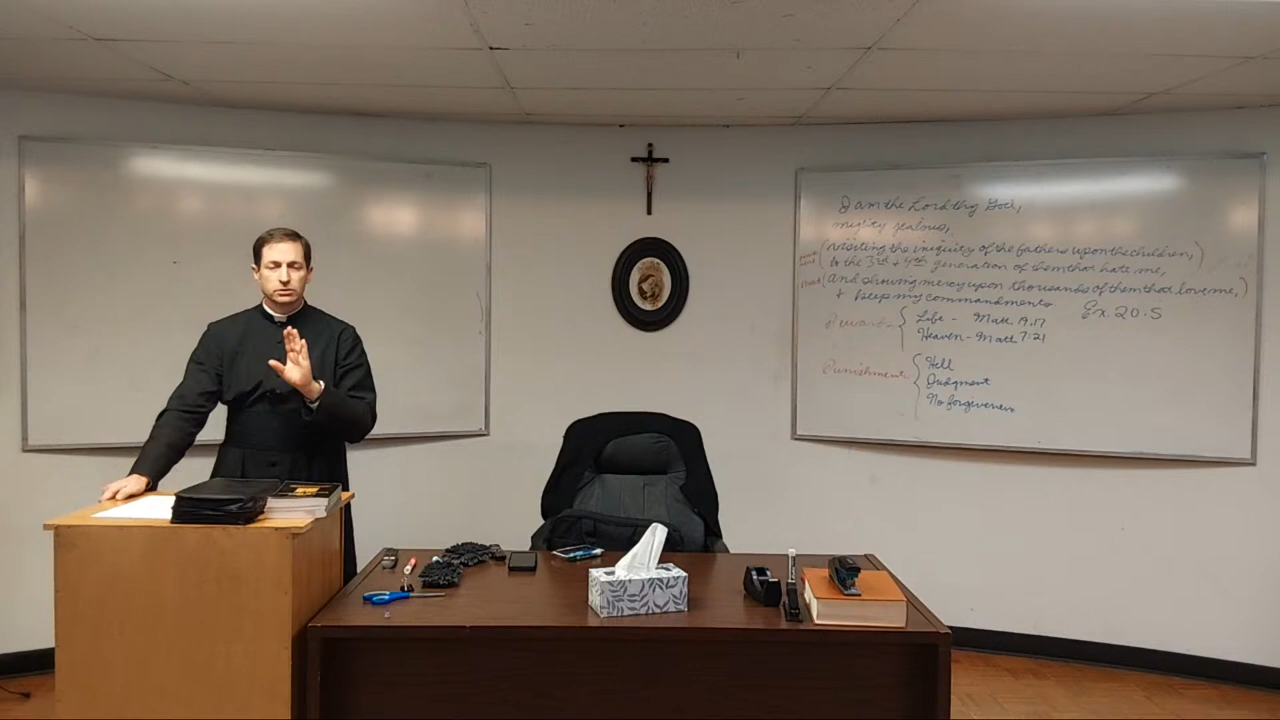 I am the Lord thy God,
mighty jealous,
(visiting the iniquity of the fathers upon the children,)
to the 3rd & 4th generation of them that hate me,
(and showing mercy upon thousands of them that love me,)
& keep my commandments. Ex. 20:5
Rewards { Life - Matt. 19.17
Heaven - Matt 7:21
Punishments { Hell
Judgment
No forgiveness